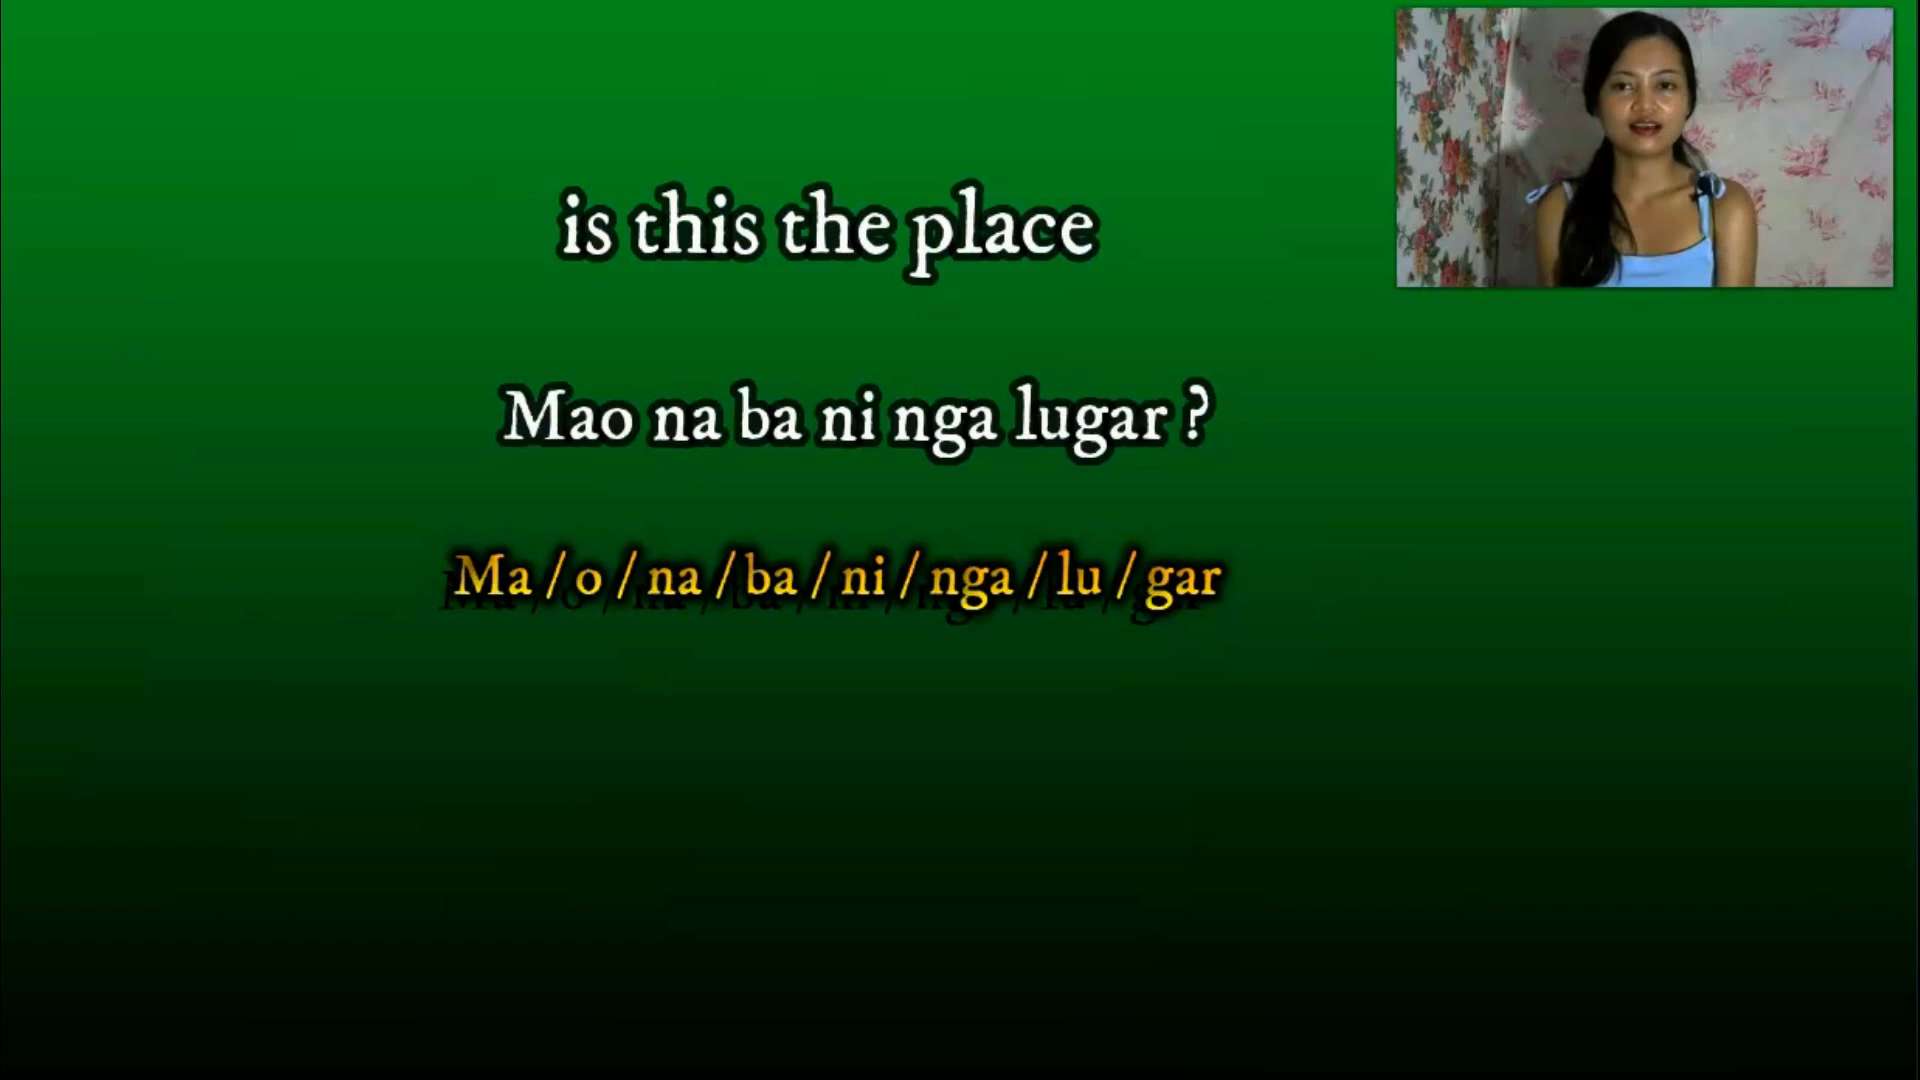 is this the place
Mao na ba ni nga lugar ?
Ma / o / na / ba / ni / nga / lu / gar